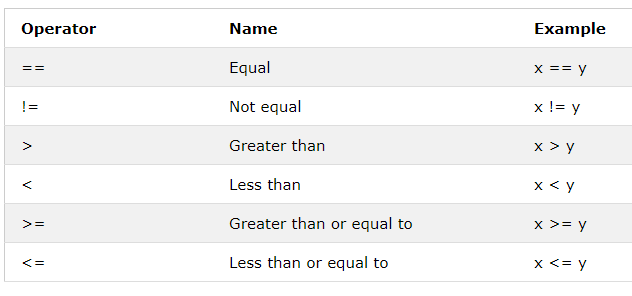 Operator Name Example
== Equal x == y
!= Not equal x != y
> Greater than x > y
< Less than x < y
>= Greater than or equal to x >= y
<= Less than or equal to x <= y